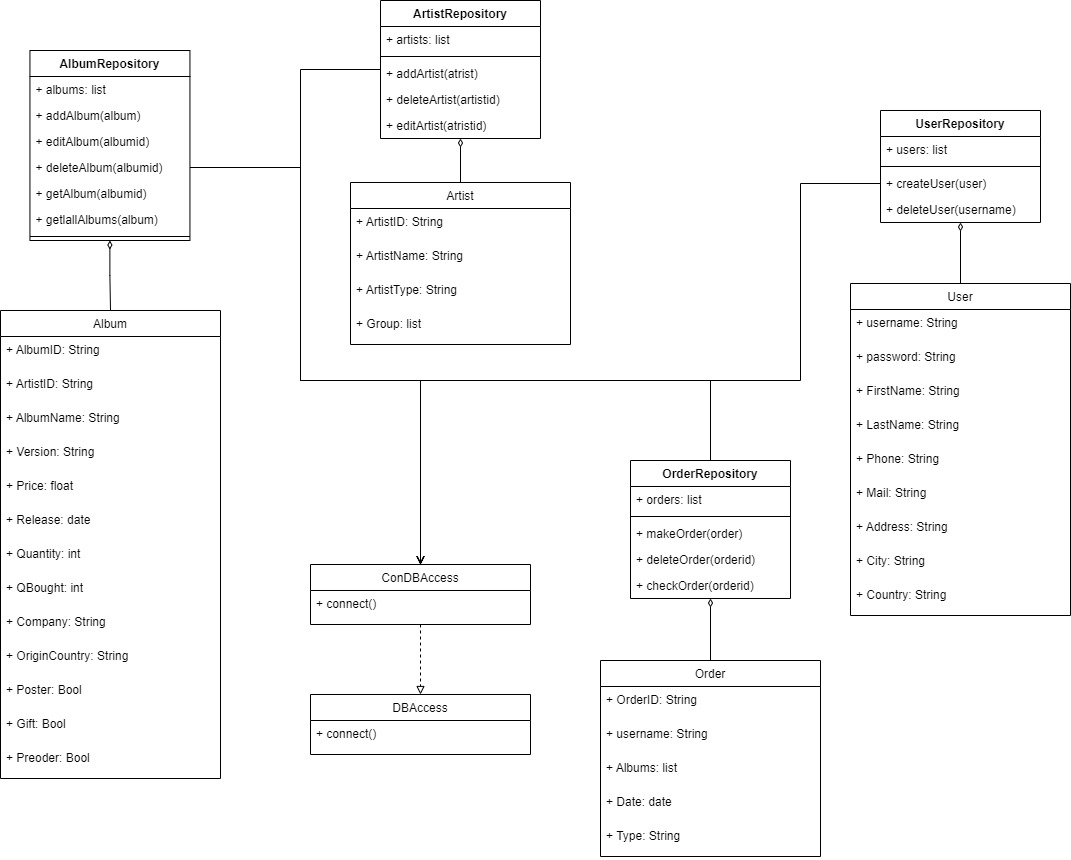 ArtistRepository
+ artists: list
+ addArtist(atrist)
+ deleteArtist(artistid)
+ editArtist(atristid)
AlbumRepository
+ albums: list
+ addAlbum(album)
+ editAlbum(albumid)
+ deleteAlbum(albumid)
+ getAlbum(albumid)
+ getlallAlbums(album)
UserRepository
+ users: list
+ createUser(user)
+ deleteUser(username)
Artist
+ ArtistID: String
+ ArtistName: String
+ ArtistType: String
+ Group: list
Album
+ AlbumID: String
+ ArtistID: String
+ AlbumName: String
+ Version: String
+ Price: float
+ Release: date
+ Quantity: int
+ QBought: int
+ Company: String
+ OriginCountry: String
+ Poster: Bool
+ Gift: Bool
+ Preoder: Bool
User
+ username: String
+ password: String
+ FirstName: String
+ LastName: String
+ Phone: String
+ Mail: String
+ Address: String
+ City: String
+ Country: String
OrderRepository
+ orders: list
+ makeOrder(order)
+ deleteOrder(orderid)
+ checkOrder(orderid)
ConDBAccess
+ connect()
DBAccess
+ connect()
Order
+ OrderID: String
+ username: String
+ Albums: list
+ Date: date
+ Type: String